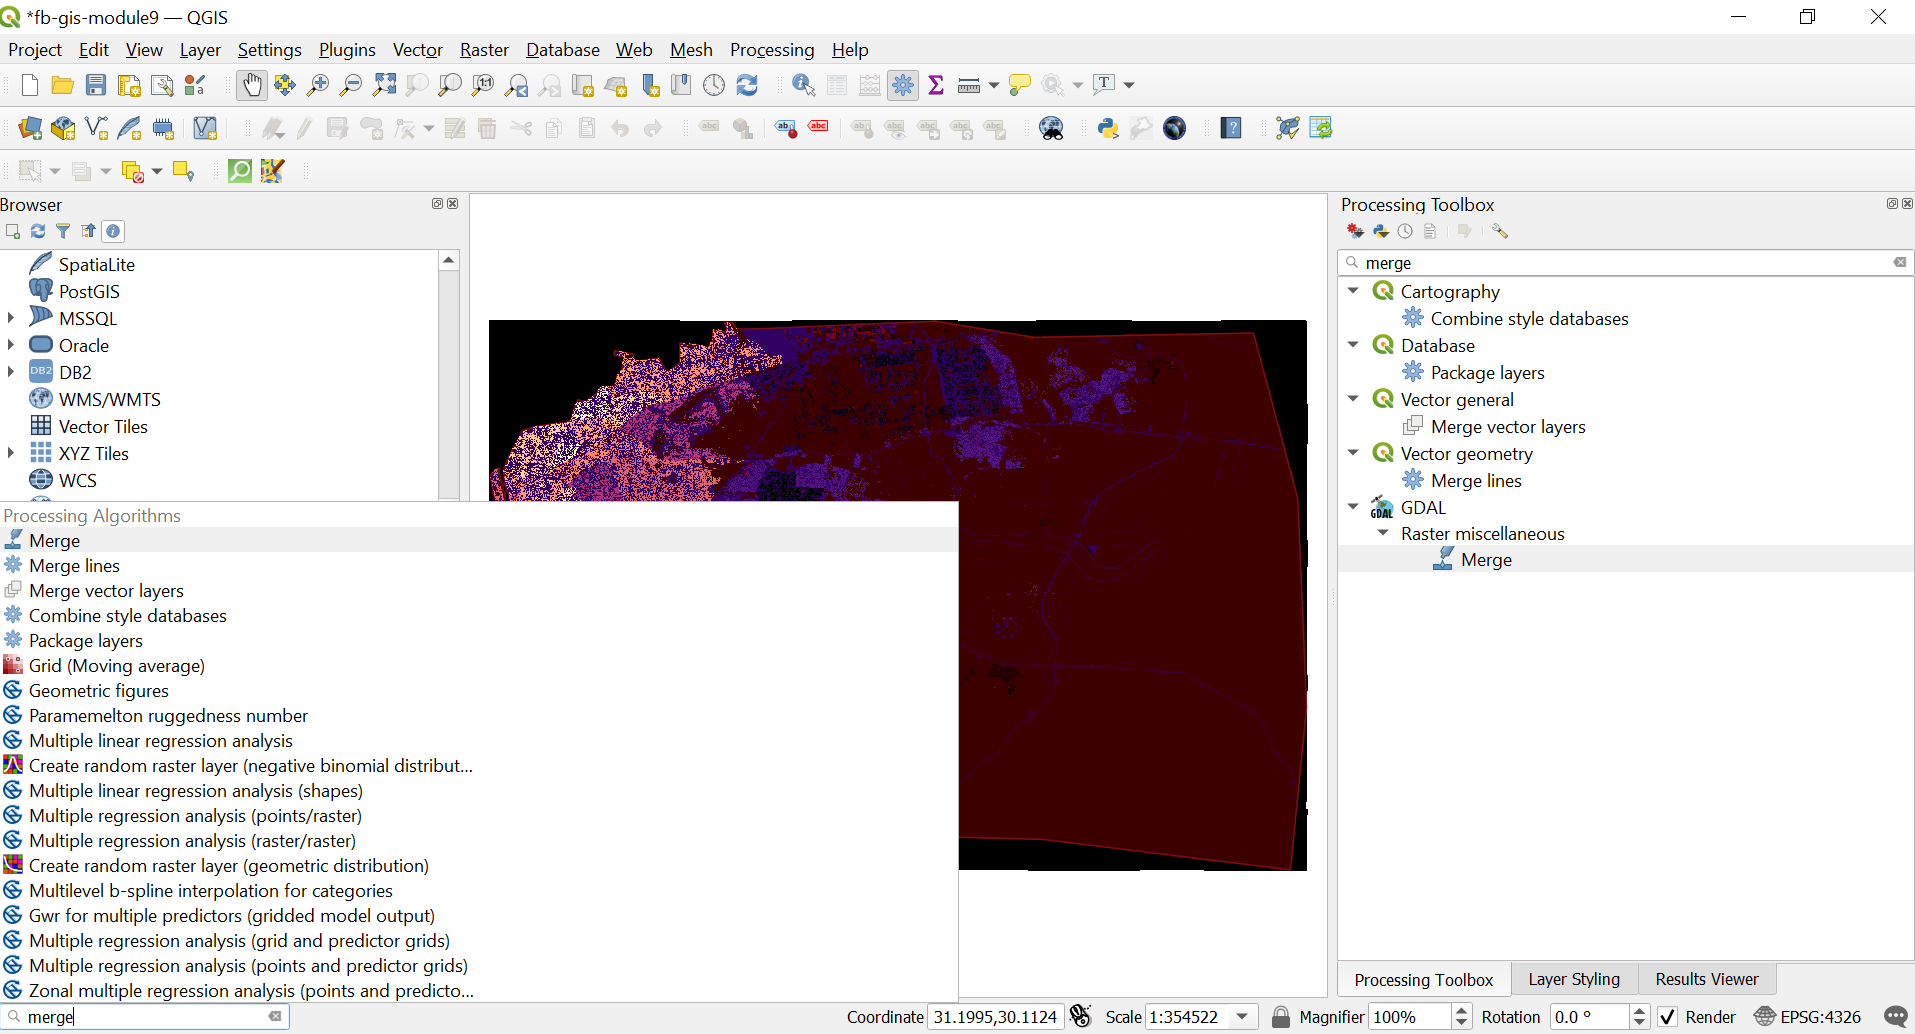 *fb-gis-module9 — QGIS
Project Edit View Layer Settings Plugins Vector Raster Database Web Mesh Processing Help
Browser
SpatiaLite
PostGIS
MSSQL
Oracle
DB2
WMS/WMTS
Vector Tiles
XYZ Tiles
WCS
Processing Algorithms
Merge
Merge lines
Merge vector layers
Combine style databases
Package layers
Grid (Moving average)
Geometric figures
Paramemelton ruggedness number
Multiple linear regression analysis
Create random raster layer (negative binomial distribut...
Multiple linear regression analysis (shapes)
Multiple regression analysis (points/raster)
Multiple regression analysis (raster/raster)
Create random raster layer (geometric distribution)
Multilevel b-spline interpolation for categories
Gwr for multiple predictors (gridded model output)
Multiple regression analysis (grid and predictor grids)
Multiple regression analysis (points and predictor grids)
Zonal multiple regression analysis (points and predicto...
merge
Processing Toolbox
merge
Cartography
Combine style databases
Database
Package layers
Vector general
Merge vector layers
Vector geometry
Merge lines
GDAL
Raster miscellaneous
Merge
Processing Toolbox Layer Styling Results Viewer
Coordinate 31.1995,30.1124 Scale 1:354522 Magnifier 100% Rotation 0.0 ° Render EPSG:4326